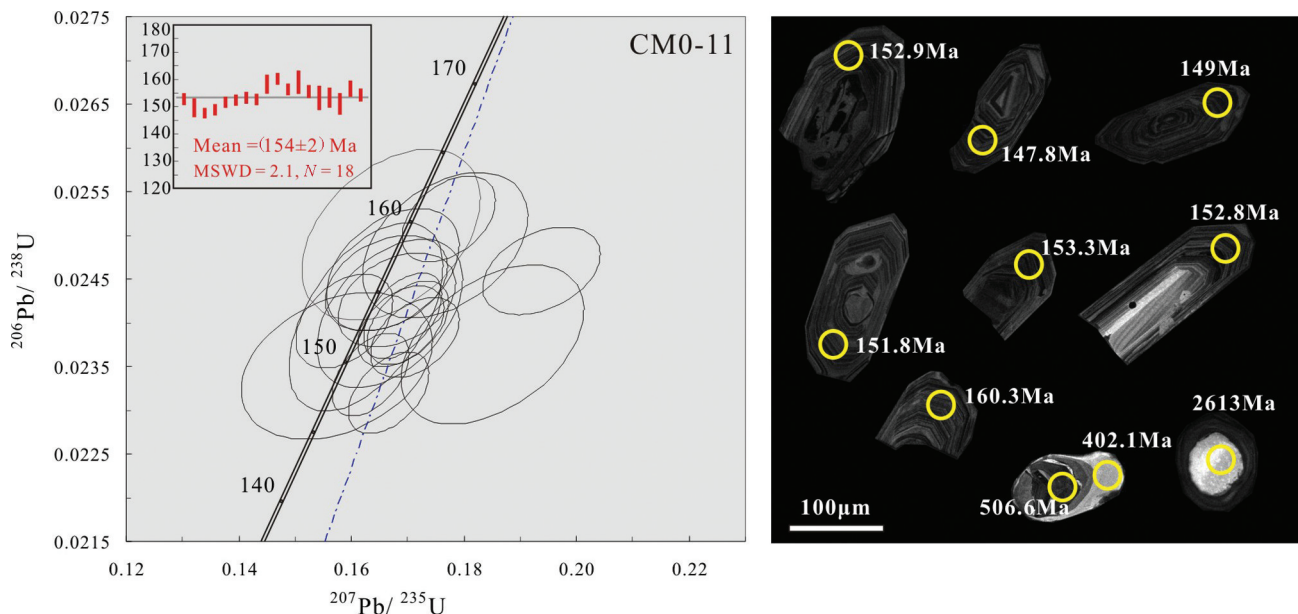 CM0-11
180
170
160
150
140
130
120
Mean =(154±2) Ma
MSWD = 2.1, N = 18
170
160
150
140
0.0275
0.0265
0.0255
0.0245
0.0235
0.0225
0.0215
0.12
0.14
0.16
0.18
0.20
0.22
206Pb/ 238U
207Pb/ 235U
152.9Ma
147.8Ma
149Ma
151.8Ma
153.3Ma
152.8Ma
160.3Ma
2613Ma
402.1Ma
506.6Ma
100μm